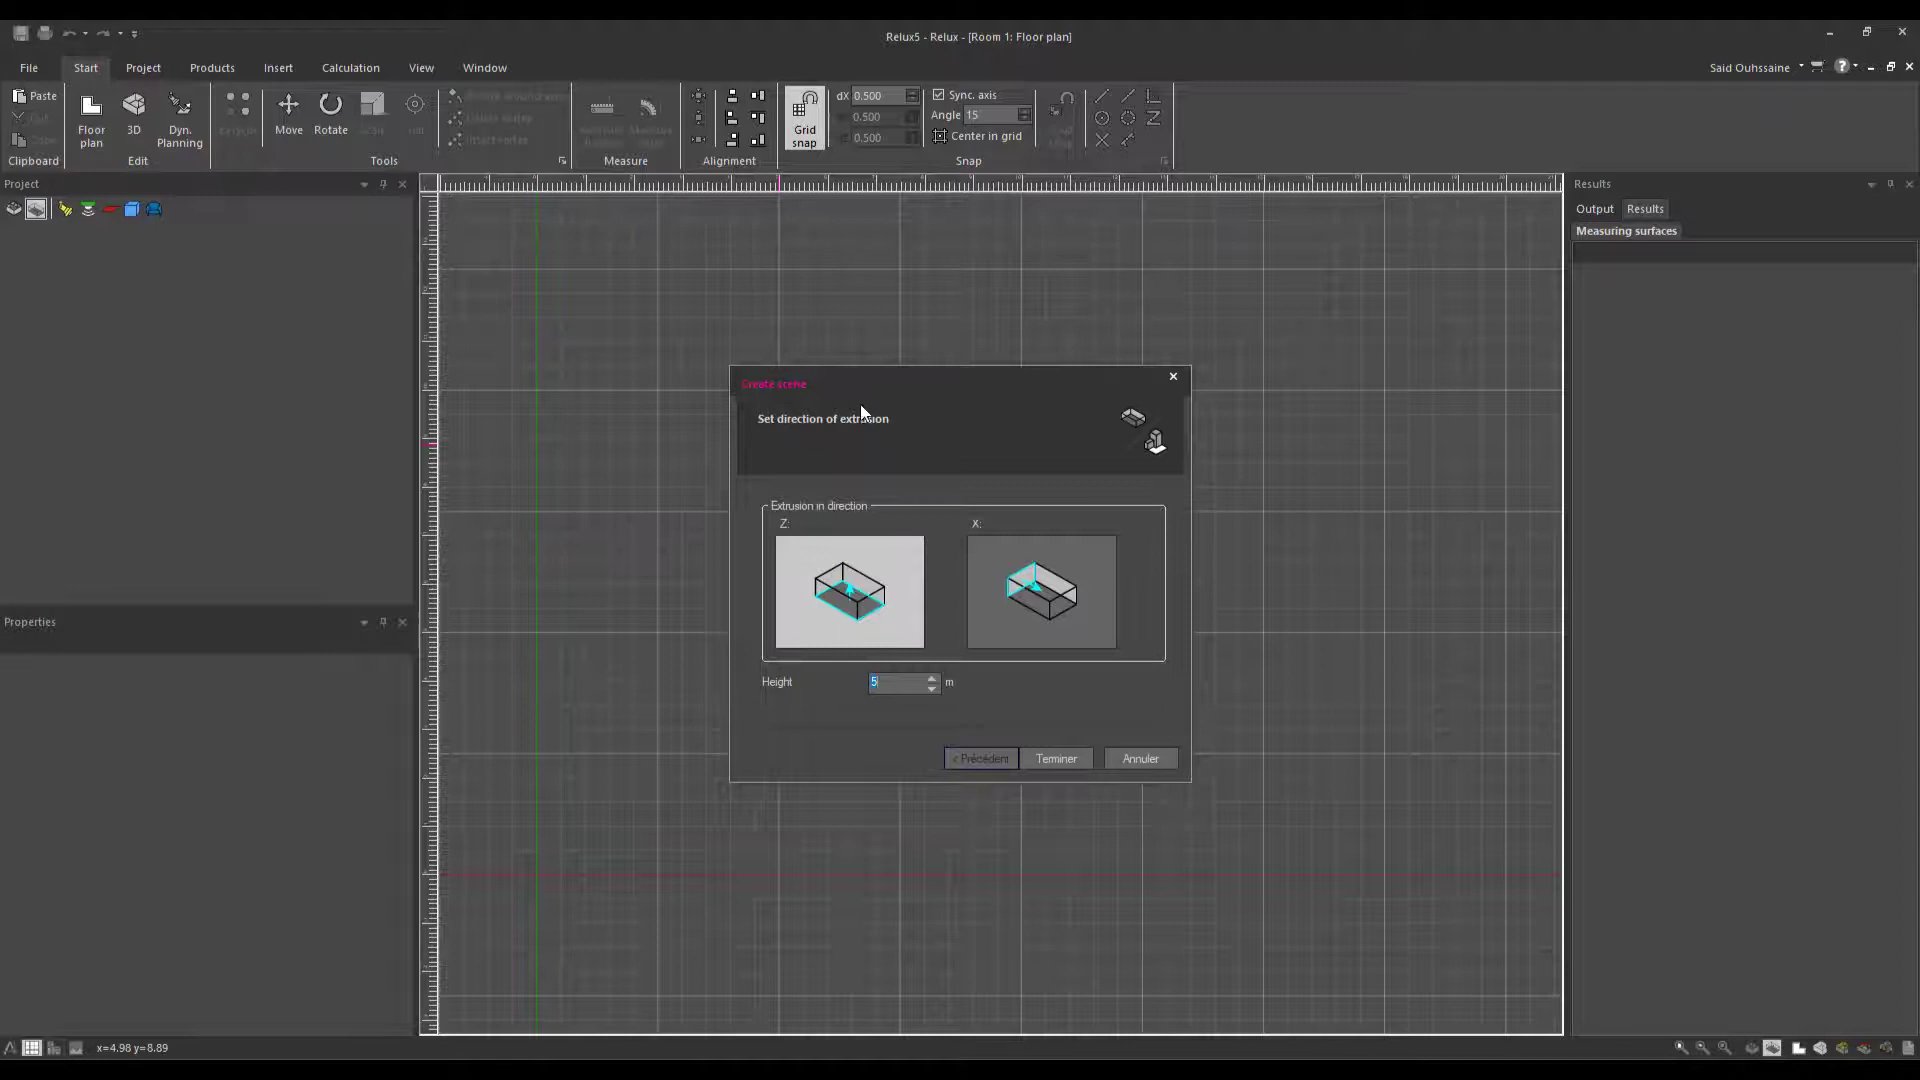 Relux5 - Relux - [Room 1: Floor plan]
File Start Project Products Insert Calculation View Window Said Ouhssaine
Paste
Floor plan
3D
Dyn. Planning
Move
Rotate
Grid snap
dX 0.500
0.500
0.500
Sync. axis
Angle 15
Center in grid
Clipboard Edit Tools Measure Alignment Snap
Project
Properties
Results
Output Results
Measuring surfaces
Create scene
Set direction of extrusion
Extrusion in direction
Z: X:
Height 5 m
< Précédent Terminer Annuler
x=4.98 y=8.89